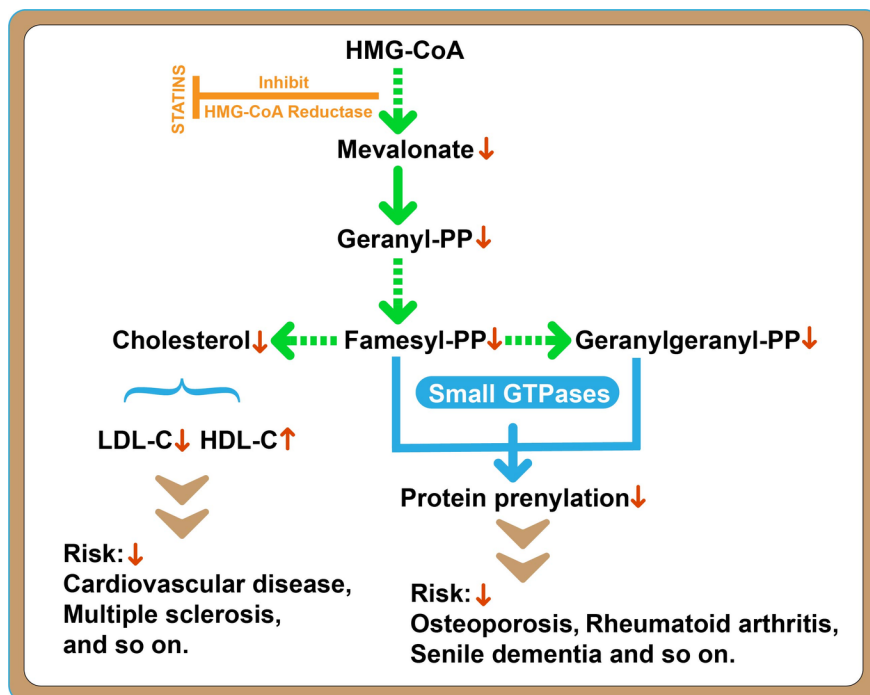 HMG-CoA
STATINS
Inhibit
HMG-CoA Reductase
Mevalonate↓
Geranyl-PP↓
Cholesterol↓
Famesyl-PP↓
Geranylgeranyl-PP↓
Small GTPases
LDL-C↓ HDL-C↑
Protein prenylation↓
Risk:↓
Cardiovascular disease,
Multiple sclerosis,
and so on.
Risk:↓
Osteoporosis, Rheumatoid arthritis,
Senile dementia and so on.